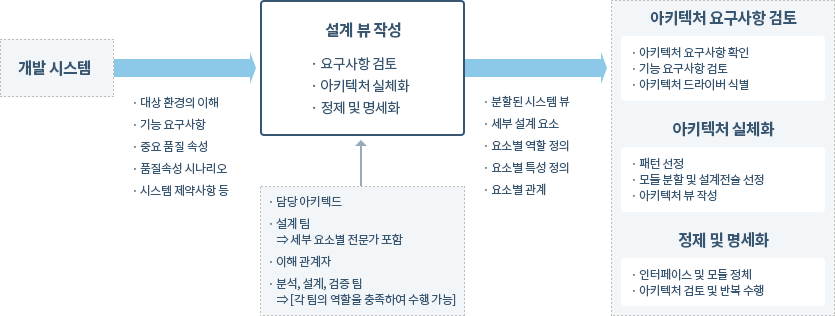 개발 시스템
· 대상 환경의 이해
· 기능 요구사항
· 중요 품질 속성
· 품질속성 시나리오
· 시스템 제약사항 등
설계 뷰 작성
· 요구사항 검토
· 아키텍처 실체화
· 정제 및 명세화
· 담당 아키텍드
· 설계 팀
⇒ 세부 요소별 전문가 포함
· 이해 관계자
· 분석, 설계, 검증 팀
⇒ [각 팀의 역할을 충족하여 수행 가능]
· 분할된 시스템 뷰
· 세부 설계 요소
· 요소별 역할 정의
· 요소별 특성 정의
· 요소별 관계
아키텍처 요구사항 검토
· 아키텍처 요구사항 확인
· 기능 요구사항 검토
· 아키텍처 드라이버 식별
아키텍처 실체화
· 패턴 선정
· 모듈 분할 및 설계전술 선정
· 아키텍처 뷰 작성
정제 및 명세화
· 인터페이스 및 모듈 정체
· 아키텍처 검토 및 반복 수행